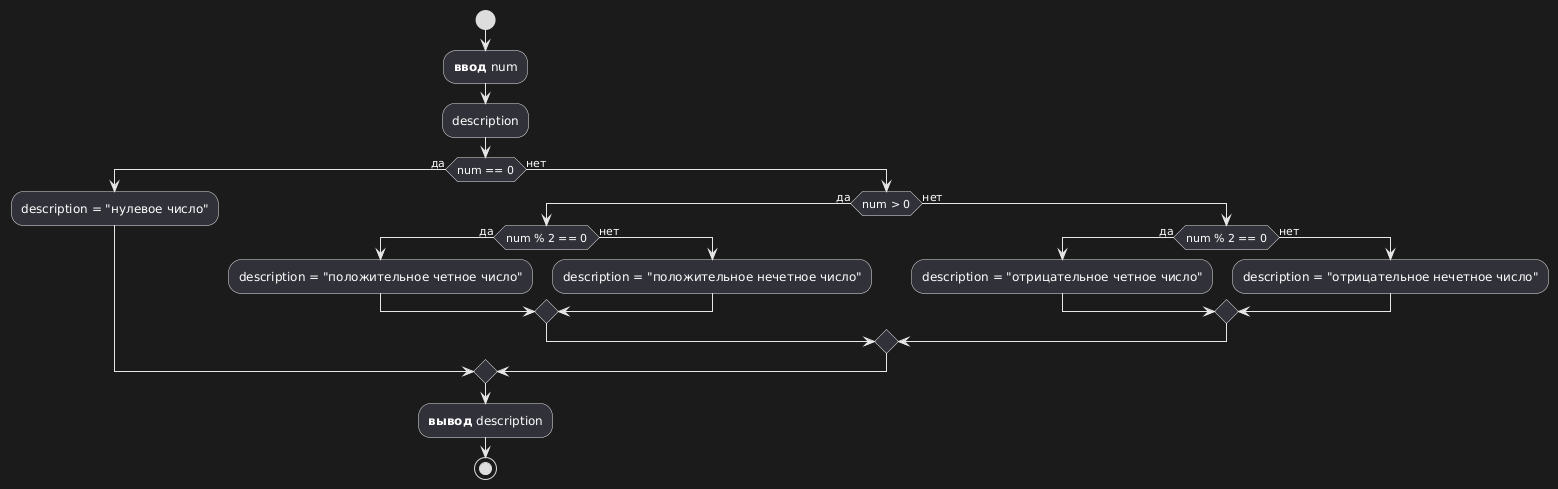 ввод num
description
да
num == 0
нет
description = "нулевое число"
да
num > 0
нет
да
num % 2 == 0
нет
да
num % 2 == 0
нет
description = "положительное четное число"
description = "положительное нечетное число"
description = "отрицательное четное число"
description = "отрицательное нечетное число"
вывод description